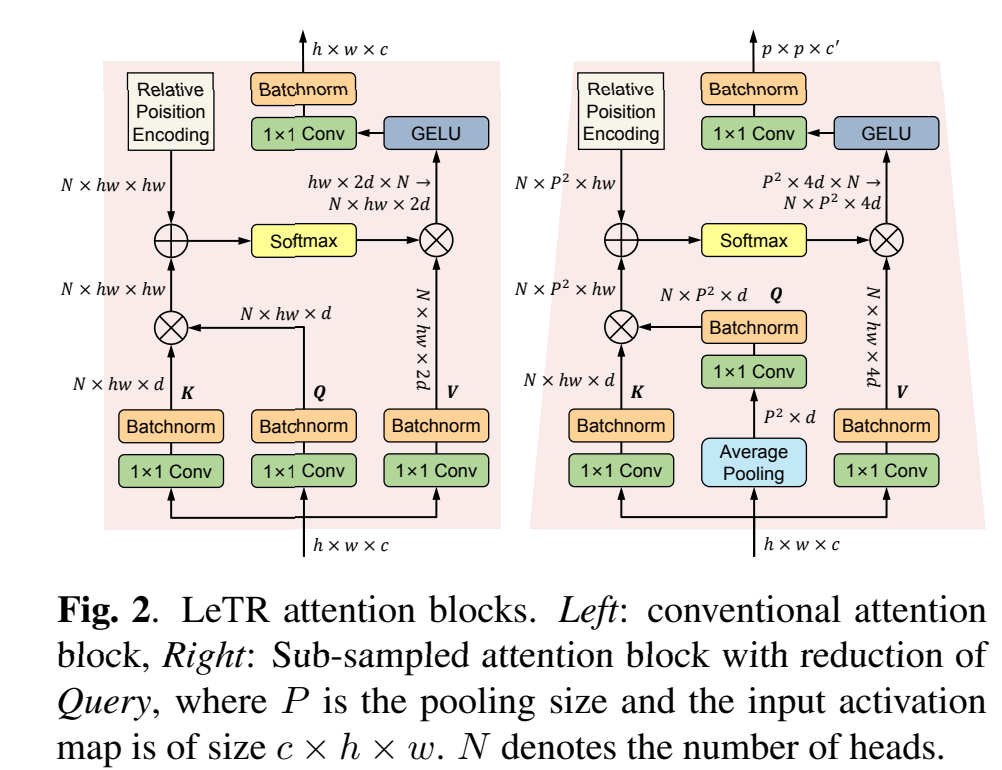 h × w × c
Batchnorm
Relative
Poisition
Encoding
1×1 Conv
GELU
N × hw × hw
hw × 2d × N →
N × hw × 2d
Softmax
N × hw × hw
N × hw × d
N × hw × 2d
N × hw × d
K
Q
V
Batchnorm
Batchnorm
Batchnorm
1×1 Conv
1×1 Conv
1×1 Conv
h × w × c
p × p × c′
Batchnorm
Relative
Poisition
Encoding
1×1 Conv
GELU
N × P² × hw
P² × 4d × N →
N × P² × 4d
Softmax
N × P² × hw
N × P² × d
Q
Batchnorm
N × hw × 4d
1×1 Conv
N × hw × d
K
P² × d
V
Batchnorm
Average
Pooling
Batchnorm
1×1 Conv
1×1 Conv
h × w × c
Fig. 2. LeTR attention blocks. Left: conventional attention
block, Right: Sub-sampled attention block with reduction of
Query, where P is the pooling size and the input activation
map is of size c × h × w. N denotes the number of heads.